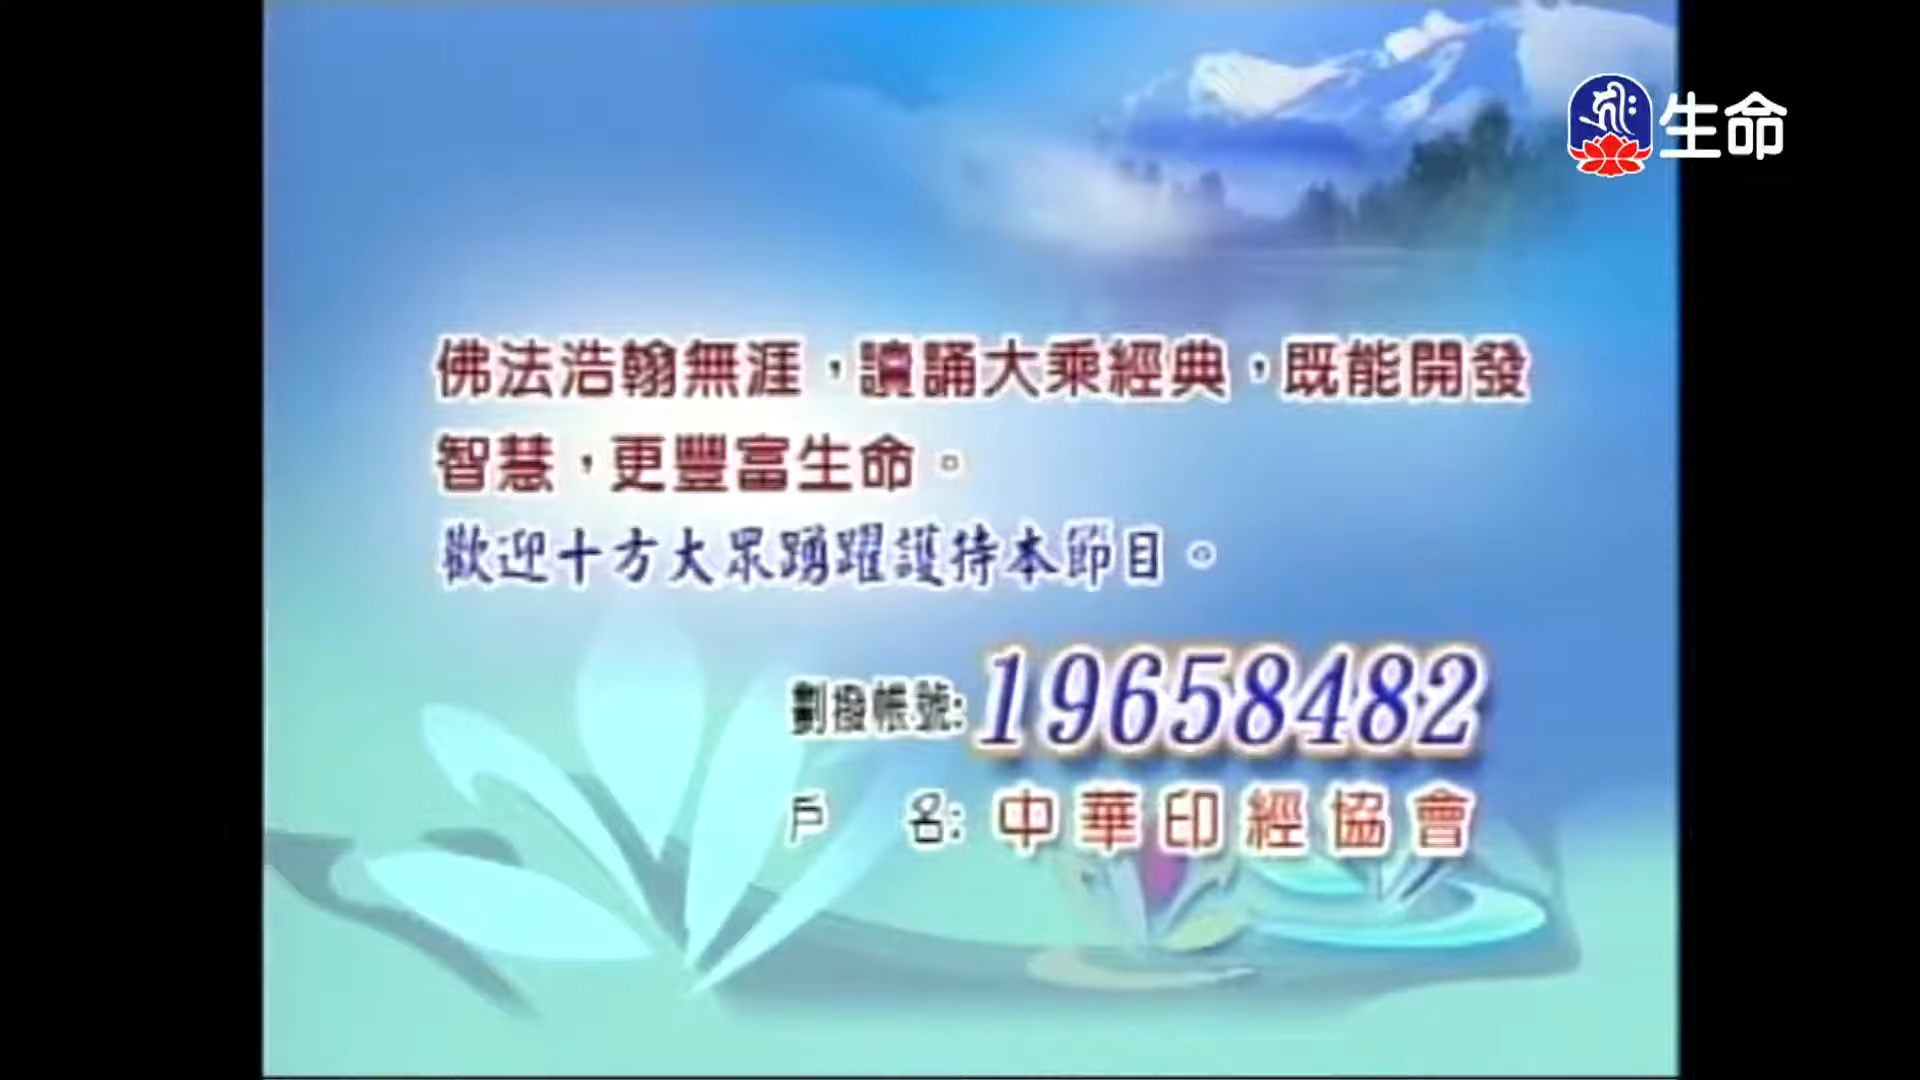 生命
佛法浩翰無涯，讀誦大乘經典，既能開發
智慧，更豐富生命。
歡迎十方大眾踴躍護持本節目。
劃撥帳號:19658482
戶 名:中華印經協會